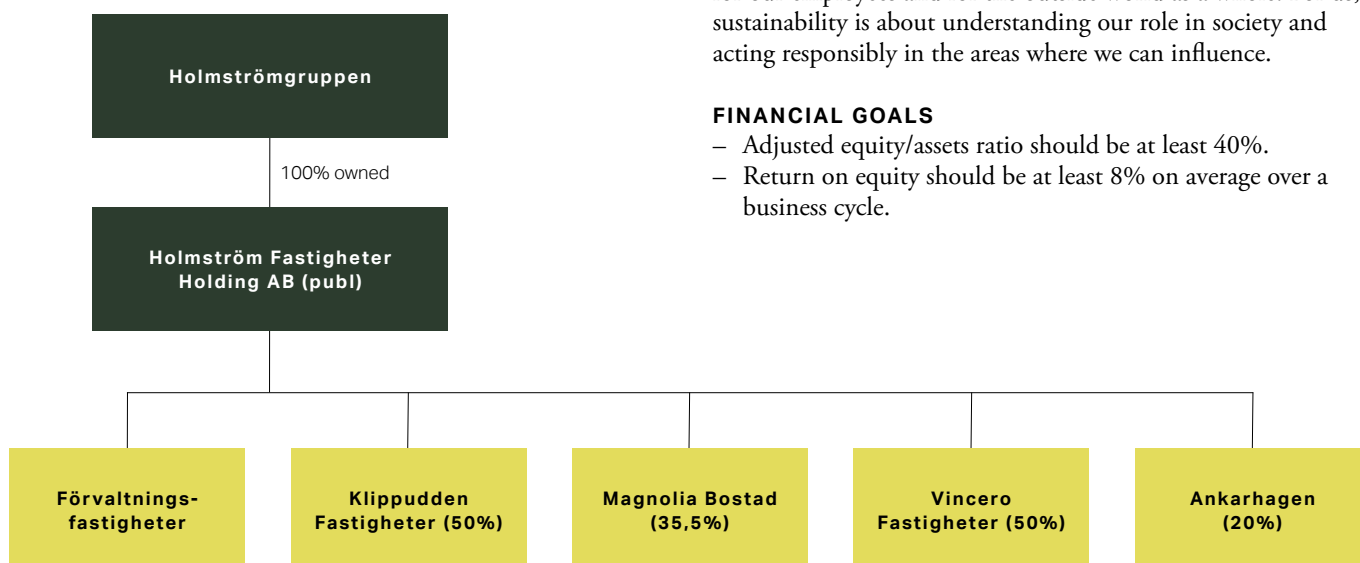 sustainability is about understanding our role in society and
acting responsibly in the areas where we can influence.
FINANCIAL GOALS
– Adjusted equity/assets ratio should be at least 40%.
– Return on equity should be at least 8% on average over a
business cycle.
Holmströmgruppen
100% owned
Holmström Fastigheter
Holding AB (publ)
Förvaltnings-
fastigheter
Klippudden
Fastigheter (50%)
Magnolia Bostad
(35,5%)
Vincero
Fastigheter (50%)
Ankarhagen
(20%)